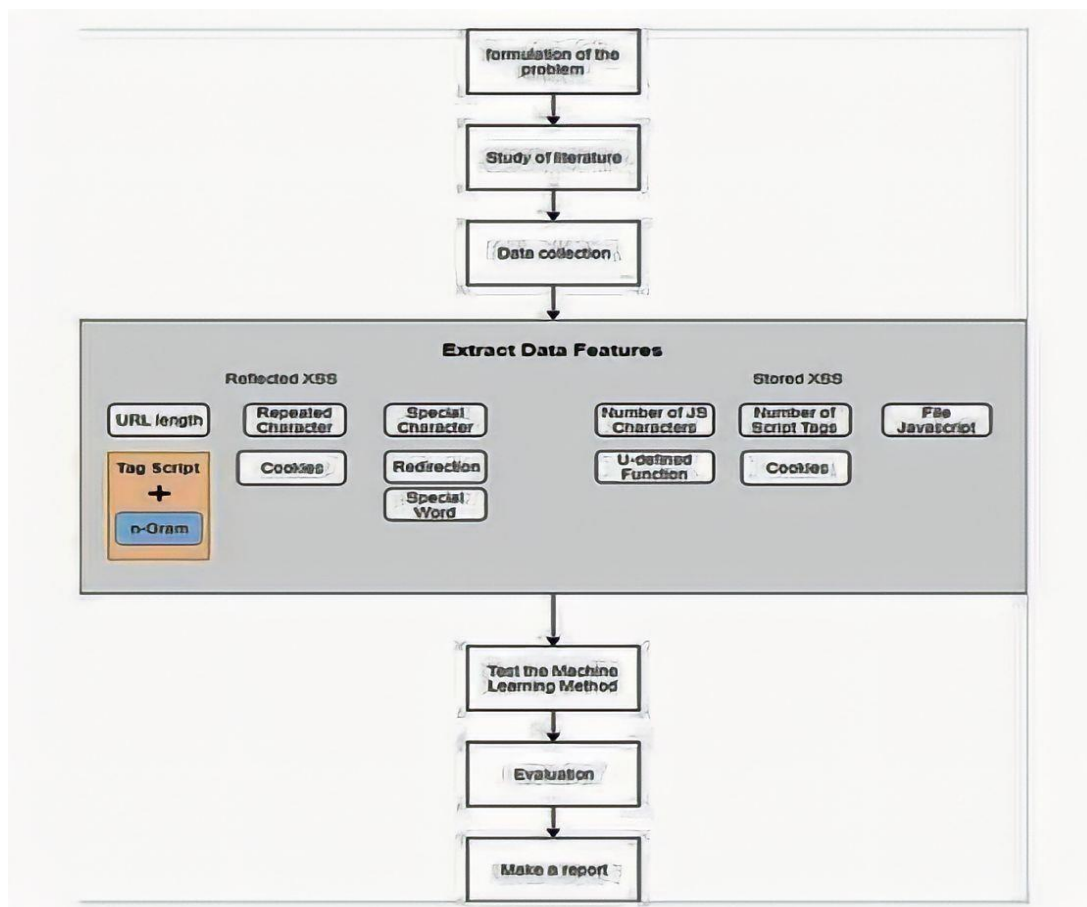 formulation of the
problem
Study of literature
Data collection
Extract Data Features
Reflected XSS
Stored XSS
URL length
Repeated
Character
Special
Character
Number of JS
Characters
Number of
Script Tags
File
Javascript
Tag Script
+
n-Gram
Cookies
Redirection
U-defined
Function
Cookies
Special
Word
Test the Machine
Learning Method
Evaluation
Make a report